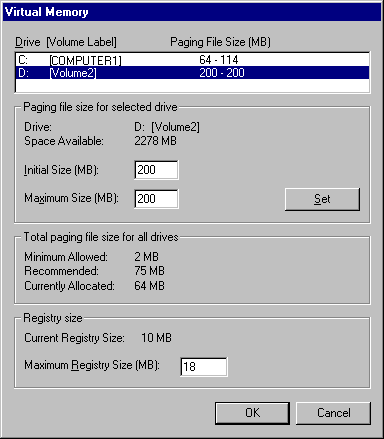 Virtual Memory
Drive [Volume Label] Paging File Size (MB)
C: [COMPUTER1] 64 - 114
D: [Volume2] 200 - 200
Paging file size for selected drive
Drive: D: [Volume2]
Space Available: 2278 MB
Initial Size (MB): 200
Maximum Size (MB): 200
Set
Total paging file size for all drives
Minimum Allowed: 2 MB
Recommended: 75 MB
Currently Allocated: 64 MB
Registry size
Current Registry Size: 10 MB
Maximum Registry Size (MB): 18
OK Cancel